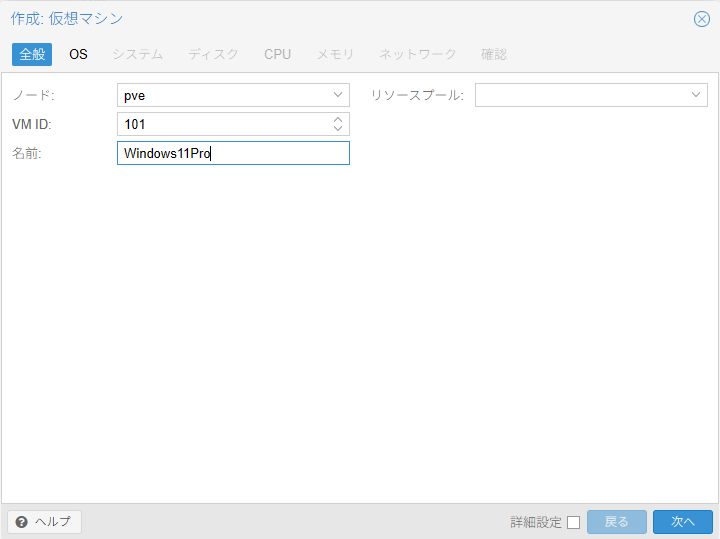 作成: 仮想マシン
全般 OS システム ディスク CPU メモリ ネットワーク 確認
ノード: pve リソースプール:
VM ID: 101
名前: Windows11Pro
ヘルプ 詳細設定 戻る 次へ